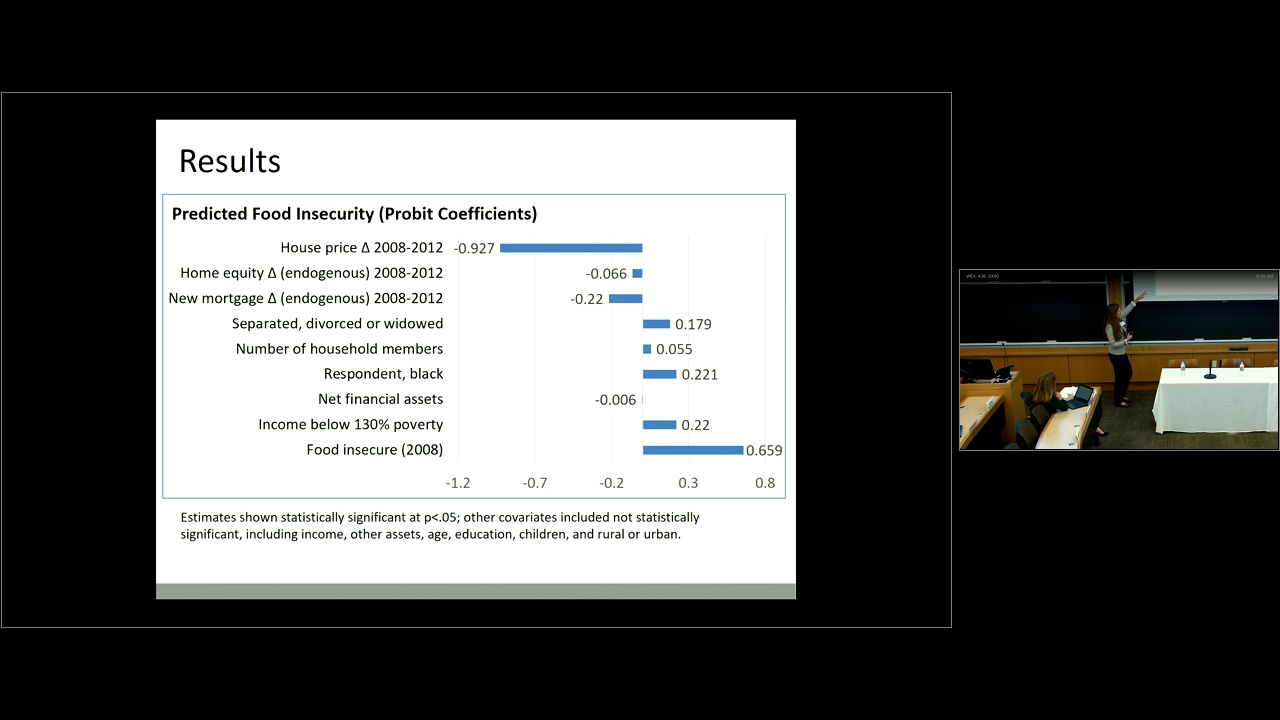 Results
Predicted Food Insecurity (Probit Coefficients)
House price Δ 2008-2012 -0.927
Home equity Δ (endogenous) 2008-2012 -0.066
New mortgage Δ (endogenous) 2008-2012 -0.22
Separated, divorced or widowed 0.179
Number of household members 0.055
Respondent, black 0.221
Net financial assets -0.006
Income below 130% poverty 0.22
Food insecure (2008) 0.659
-1.2 -0.7 -0.2 0.3 0.8
Estimates shown statistically significant at p<.05; other covariates included not statistically
significant, including income, other assets, age, education, children, and rural or urban.